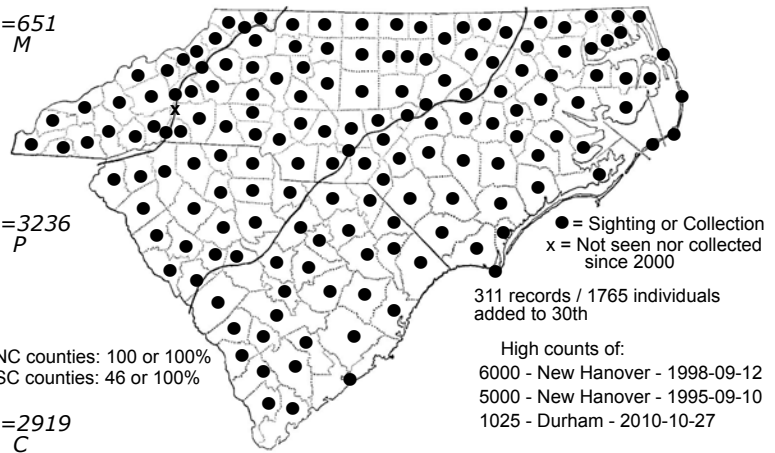 =651
M
=3236
P
● = Sighting or Collection
x = Not seen nor collected
since 2000
311 records / 1765 individuals
added to 30th
NC counties: 100 or 100%
SC counties: 46 or 100%
High counts of:
6000 - New Hanover - 1998-09-12
5000 - New Hanover - 1995-09-10
1025 - Durham - 2010-10-27
=2919
C
x